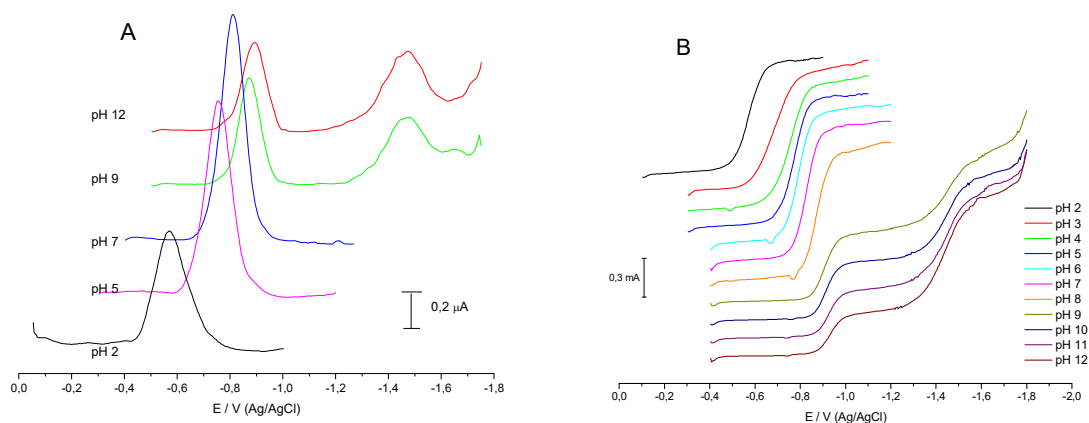 A
pH 12
pH 9
pH 7
pH 5
pH 2
0,2 µA
0,0 -0,2 -0,4 -0,6 -0,8 -1,0 -1,2 -1,4 -1,6 -1,8
E / V (Ag/AgCl)
B
0,3 mA
pH 2
pH 3
pH 4
pH 5
pH 6
pH 7
pH 8
pH 9
pH 10
pH 11
pH 12
0,0 -0,2 -0,4 -0,6 -0,8 -1,0 -1,2 -1,4 -1,6 -1,8 -2,0
E / V (Ag/AgCl)